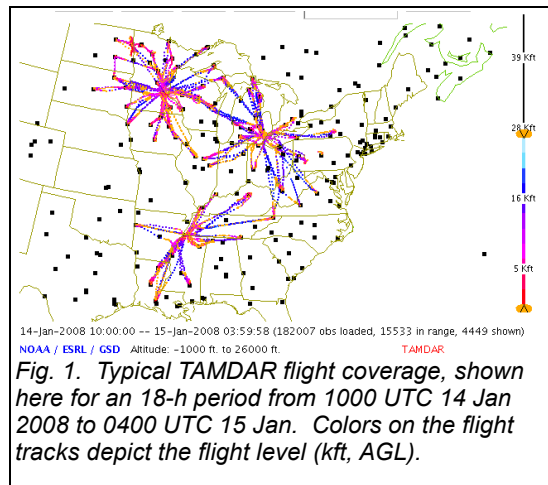 39 Kft
28 Kft
16 Kft
5 Kft
14-Jan-2008 10:00:00 -- 15-Jan-2008 03:59:58 (182007 obs loaded, 15533 in range, 4449 shown)
NOAA / ESRL / GSD Altitude: -1000 ft. to 26000 ft. TAMDAR
Fig. 1. Typical TAMDAR flight coverage, shown
here for an 18-h period from 1000 UTC 14 Jan
2008 to 0400 UTC 15 Jan. Colors on the flight
tracks depict the flight level (kft, AGL).